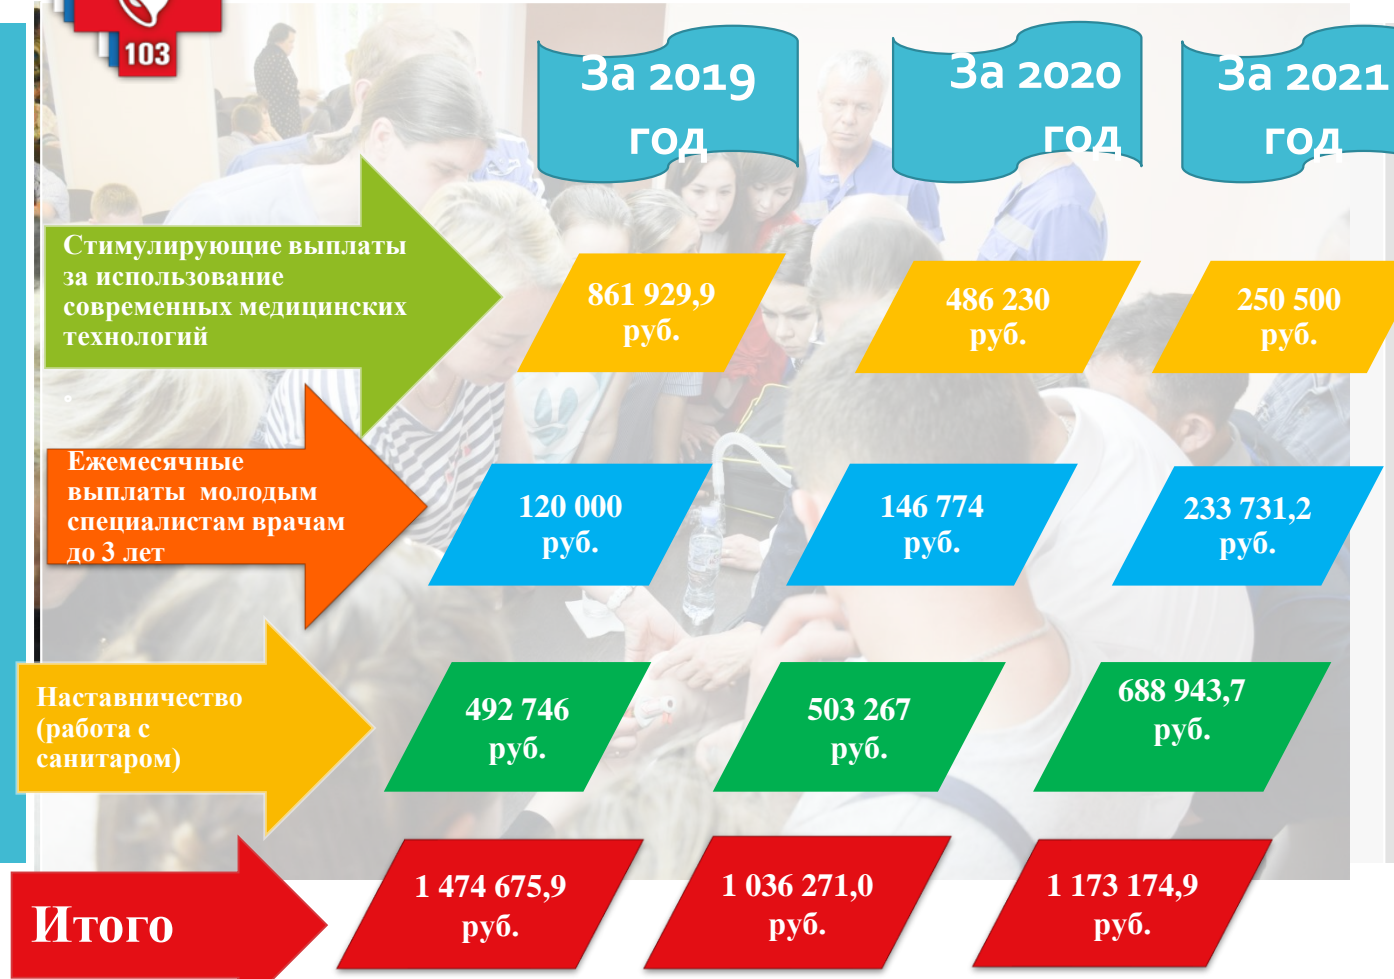 103
За 2019
год
За 2020
год
За 2021
год
Стимулирующие выплаты
за использование
современных медицинских
технологий
861 929,9
руб.
486 230
руб.
250 500
руб.
Ежемесячные
выплаты  молодым
специалистам врачам
до 3 лет
120 000
руб.
146 774
руб.
233 731,2
руб.
Наставничество
(работа с
санитаром)
492 746
руб.
503 267
руб.
688 943,7
руб.
Итого
1 474 675,9
руб.
1 036 271,0
руб.
1 173 174,9
руб.